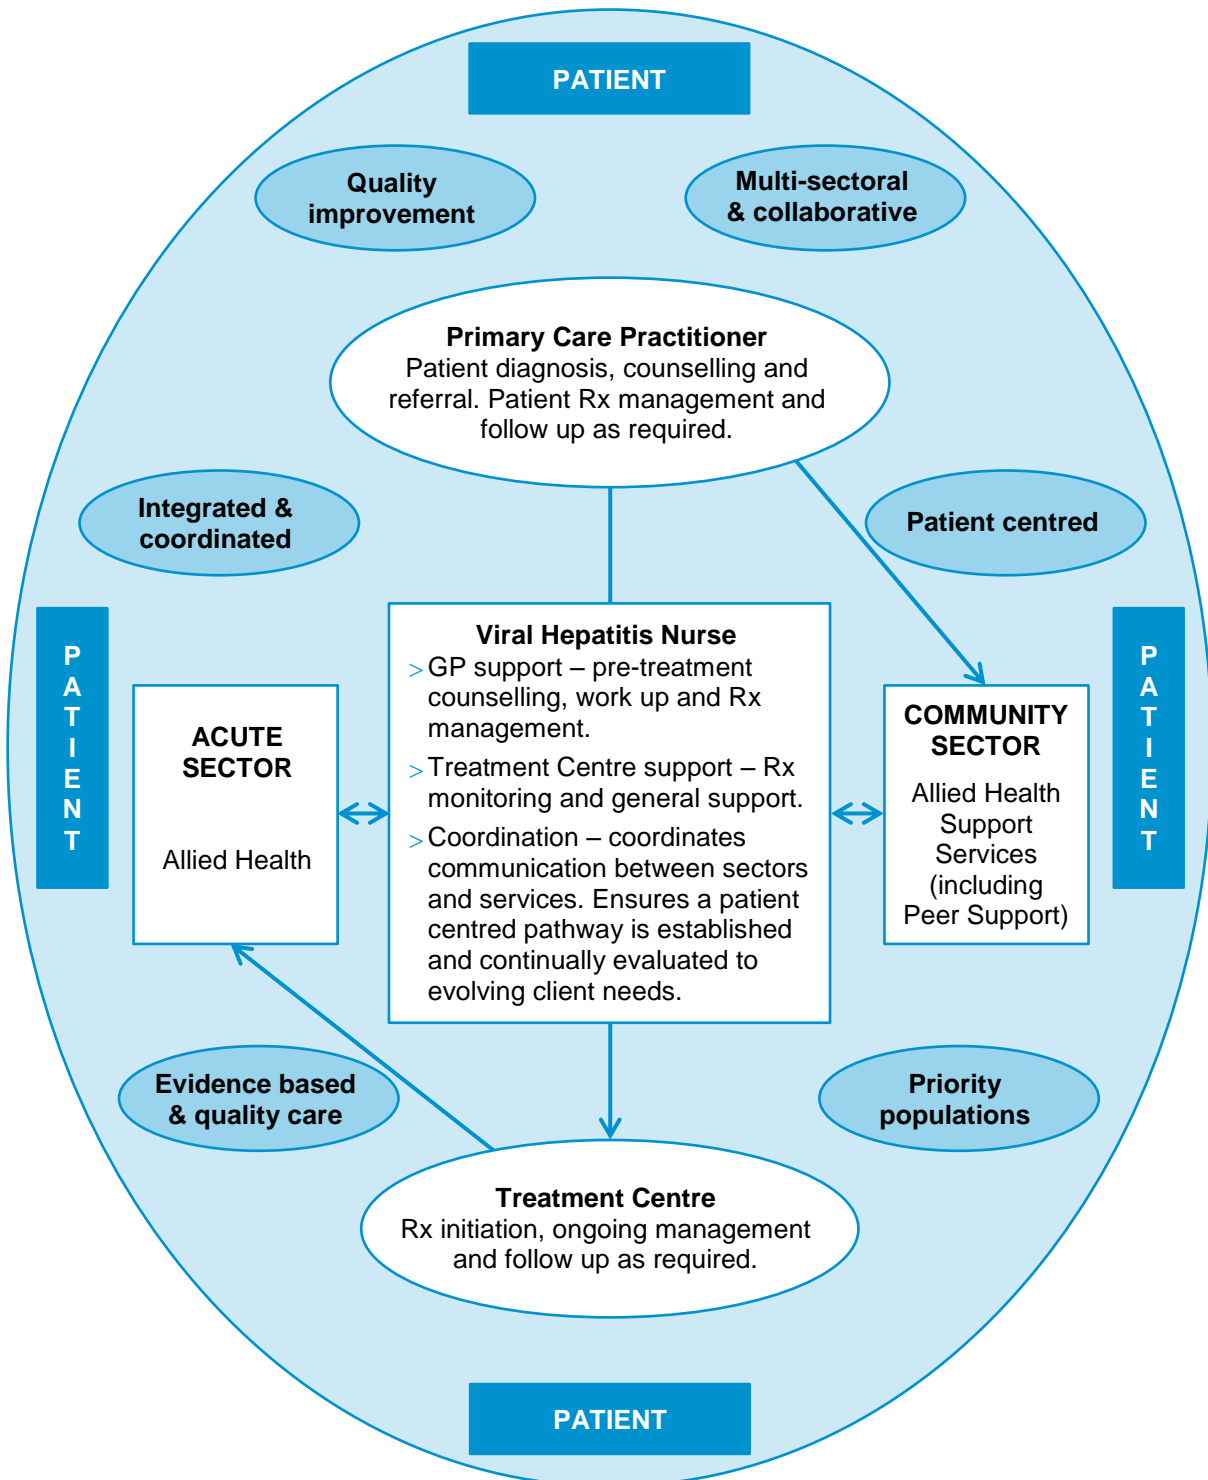 PATIENT
Quality
improvement
Multi-sectoral
& collaborative
Primary Care Practitioner
Patient diagnosis, counselling and
referral. Patient Rx management and
follow up as required.
Integrated &
coordinated
Patient centred
PATIENT
ACUTE
SECTOR
Allied Health
Viral Hepatitis Nurse
> GP support – pre-treatment
counselling, work up and Rx
management.
> Treatment Centre support – Rx
monitoring and general support.
> Coordination – coordinates
communication between sectors
and services. Ensures a patient
centred pathway is established
and continually evaluated to
evolving client needs.
COMMUNITY
SECTOR
Allied Health
Support
Services
(including
Peer Support)
PATIENT
Evidence based
& quality care
Priority
populations
Treatment Centre
Rx initiation, ongoing management
and follow up as required.
PATIENT